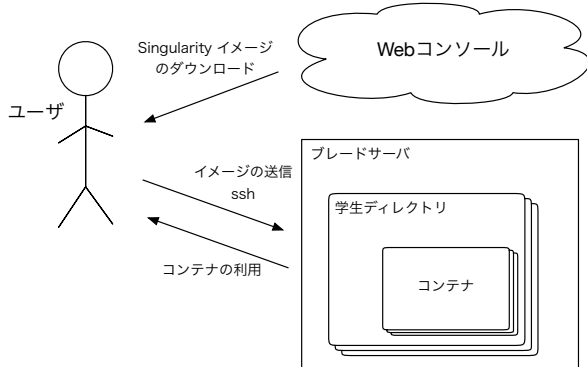 Singularity イメージ
のダウンロード
Webコンソール
ユーザ
イメージの送信
ssh
コンテナの利用
ブレードサーバ
学生ディレクトリ
コンテナ